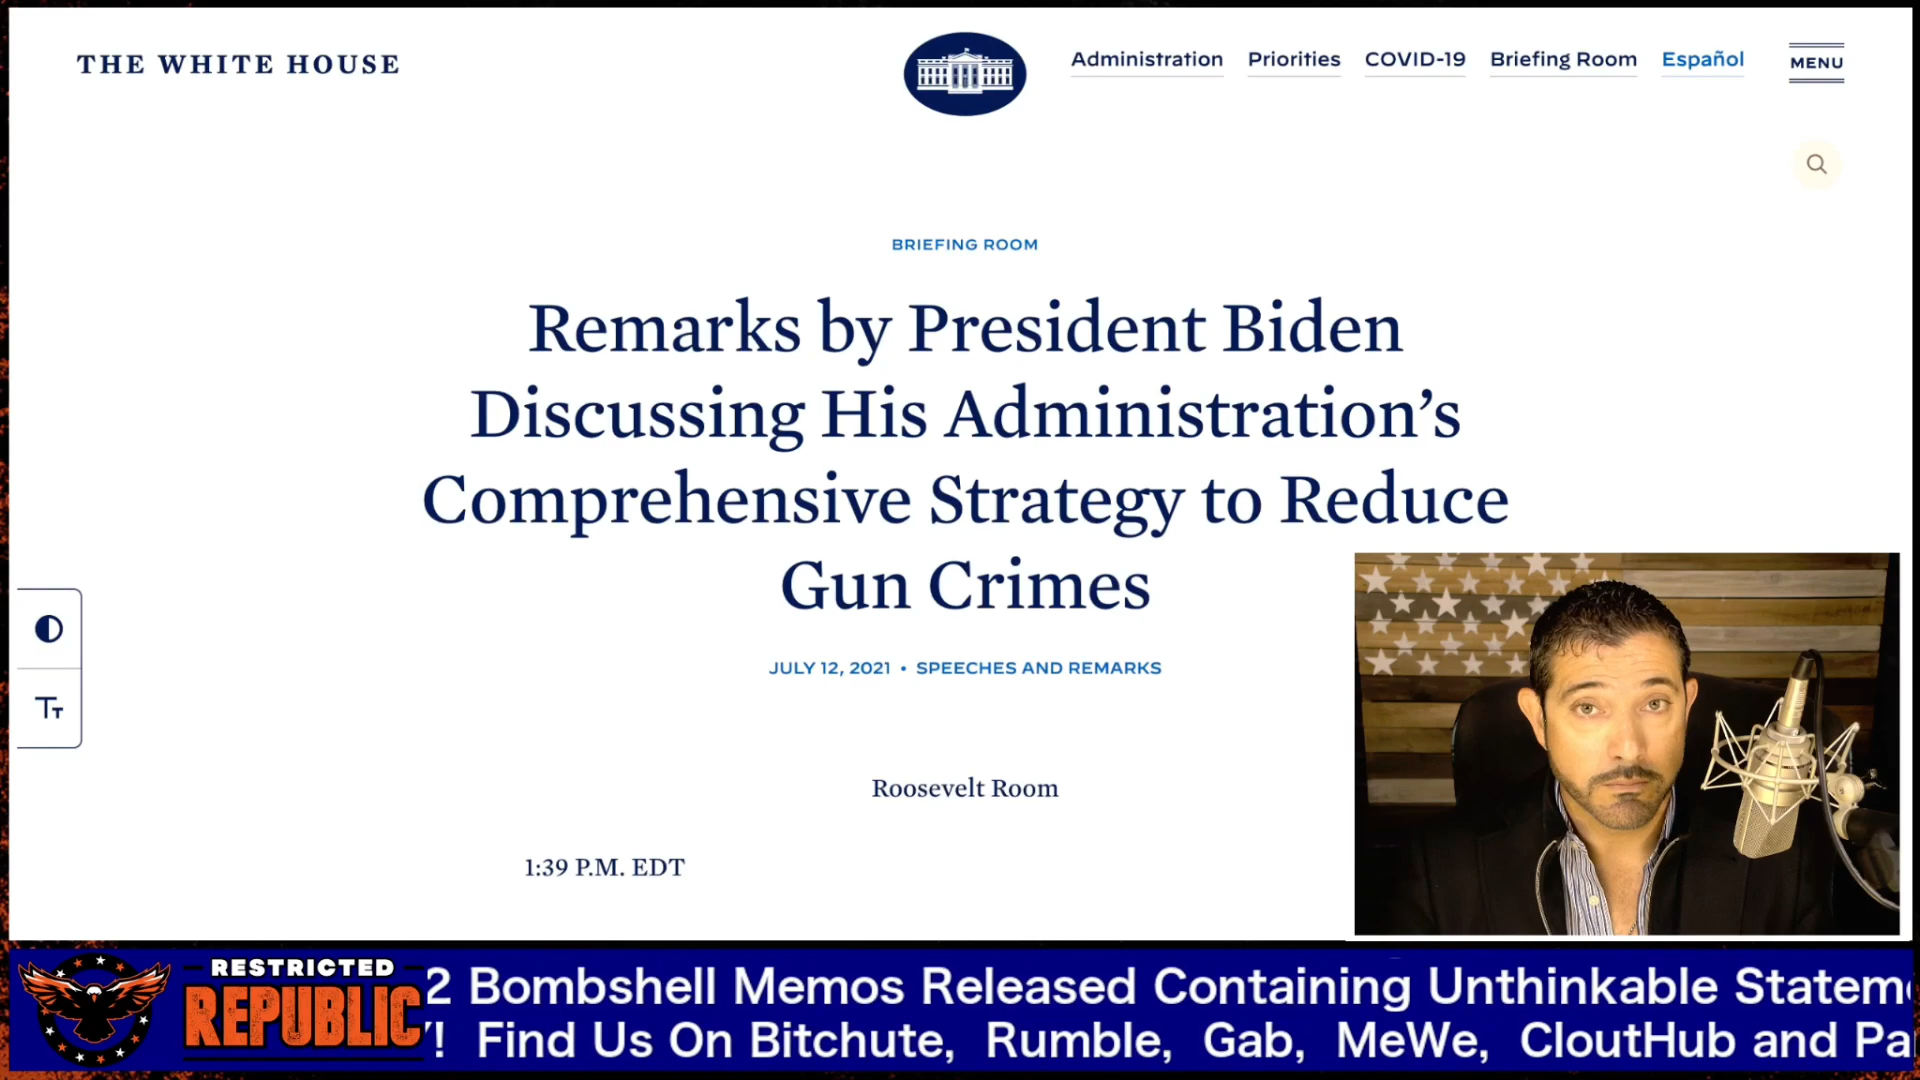 THE WHITE HOUSE
Administration Priorities COVID-19 Briefing Room Español MENU
BRIEFING ROOM
Remarks by President Biden
Discussing His Administration’s
Comprehensive Strategy to Reduce
Gun Crimes
JULY 12, 2021 • SPEECHES AND REMARKS
Tт
Roosevelt Room
1:39 P.M. EDT
RESTRICTED
REPUBLIC
2 Bombshell Memos Released Containing Unthinkable Statem
! Find Us On Bitchute, Rumble, Gab, MeWe, CloutHub and Pa